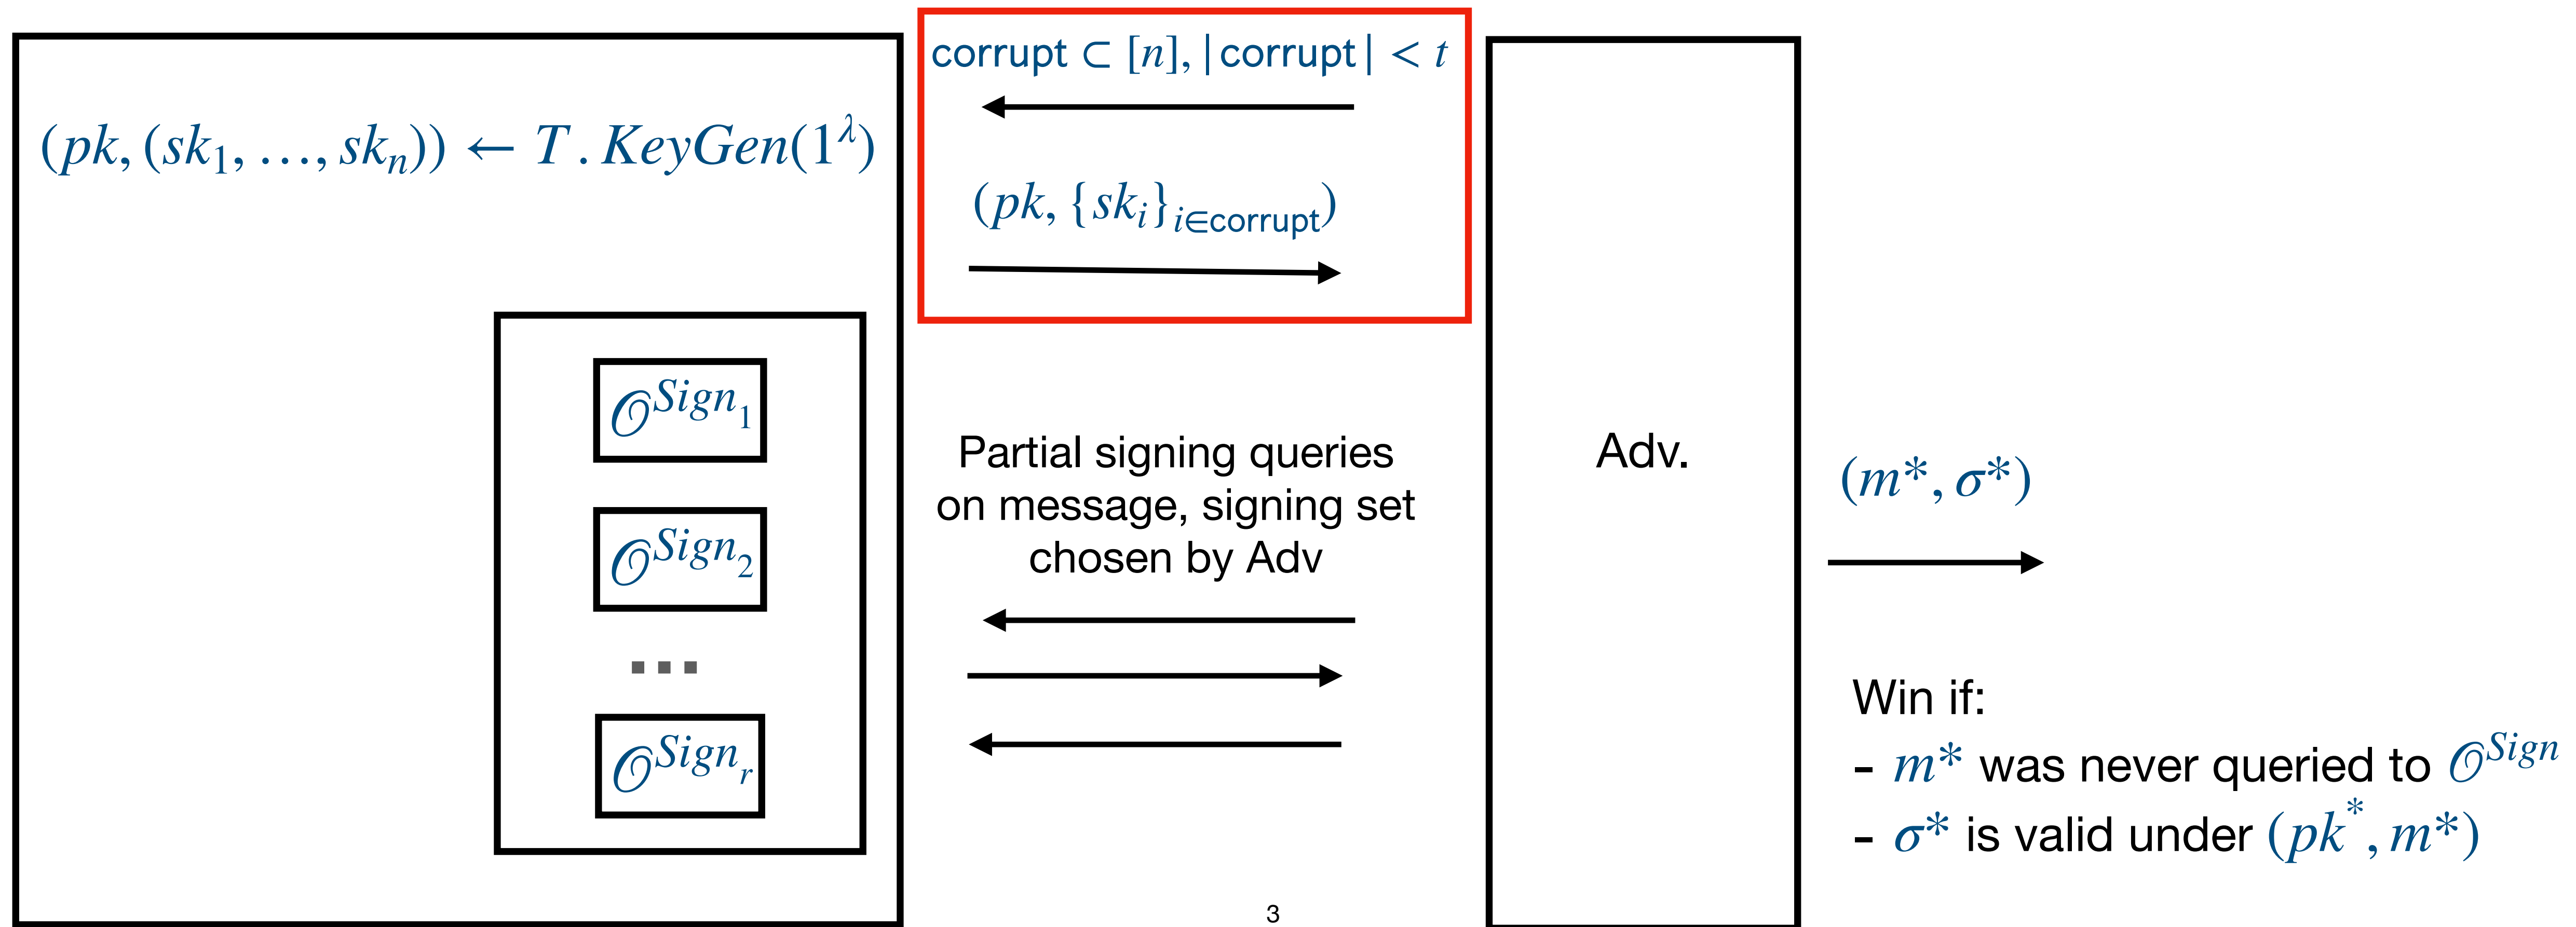 (pk, (sk₁, …, skₙ)) ← T . KeyGen(1^λ)
𝒪^{Sign₁}
𝒪^{Sign₂}
...
𝒪^{Signᵣ}
corrupt ⊂ [n], |corrupt| < t
(pk, {skᵢ}_{i∈corrupt})
Partial signing queries
on message, signing set
chosen by Adv
Adv.
(m*, σ*)
Win if:
- m* was never queried to 𝒪^{Sign}
- σ* is valid under (pk*, m*)
3